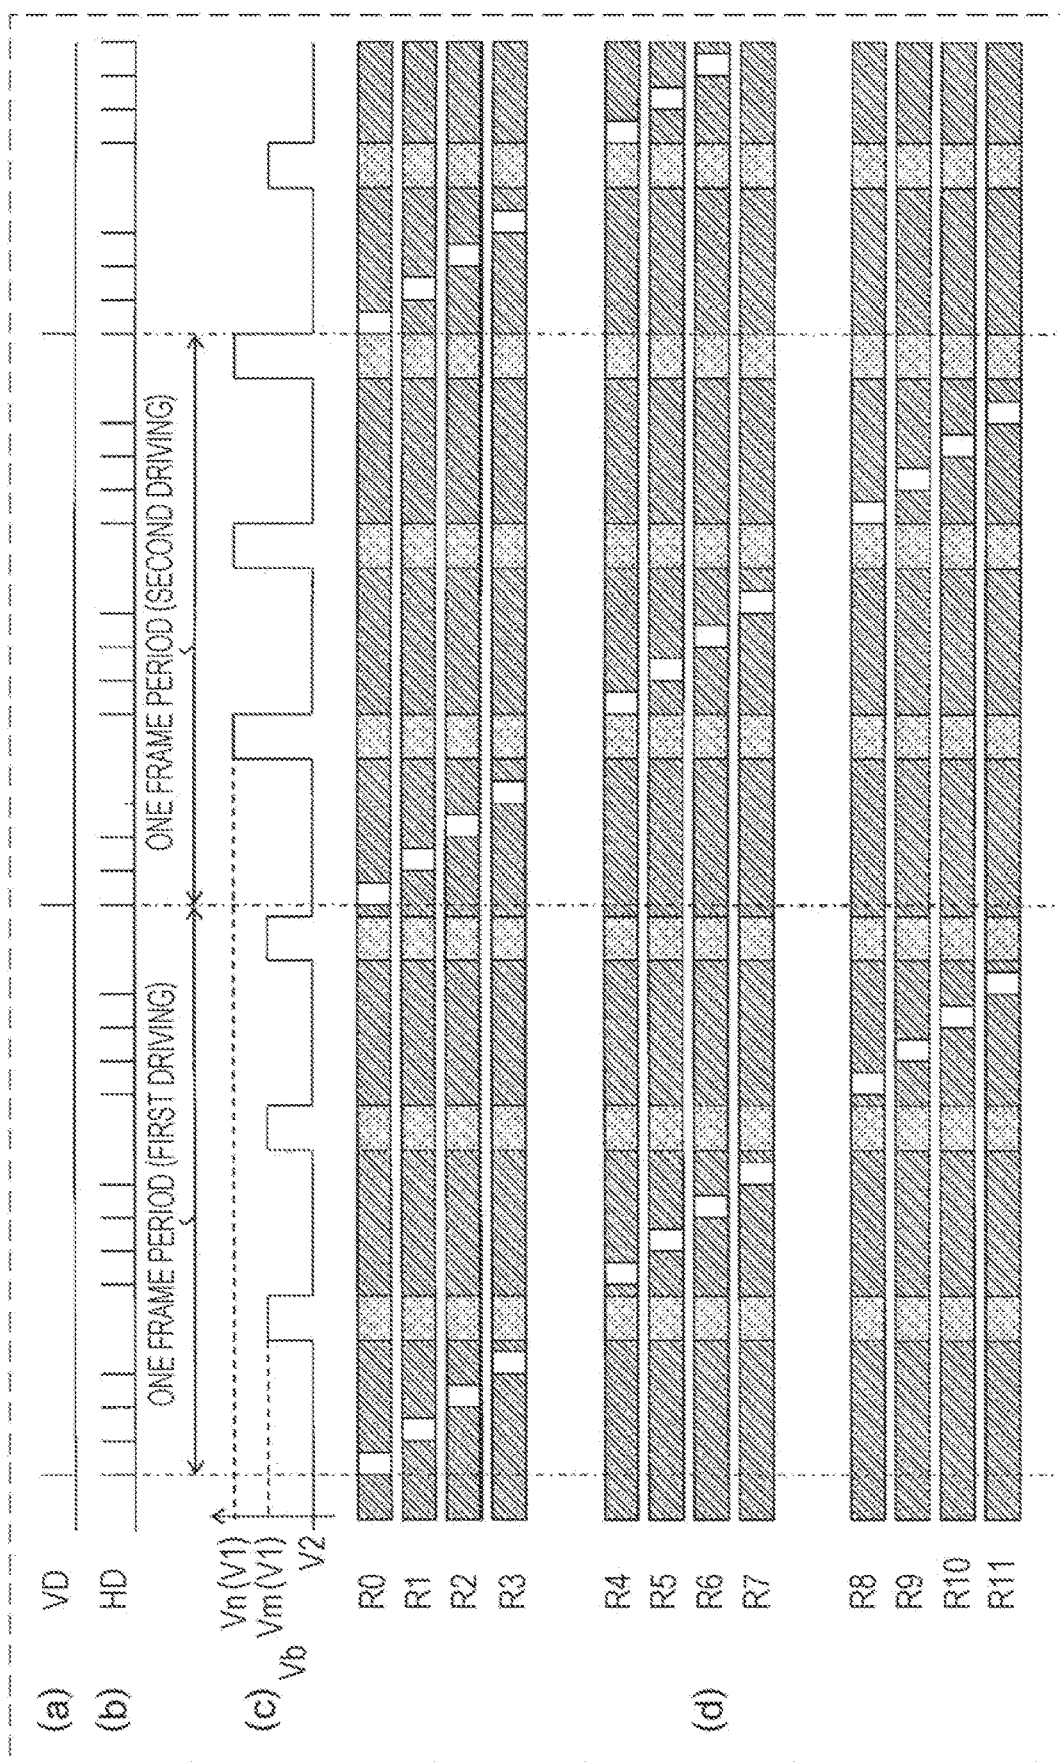 (a) VD
(b) HD
ONE FRAME PERIOD (FIRST DRIVING)
ONE FRAME PERIOD (SECOND DRIVING)
Vn(V1)
Vm(V1)
(c)
Vb
V2
R0
R1
R2
R3
R4
R5
R6
(d)
R7
R8
R9
R10
R11